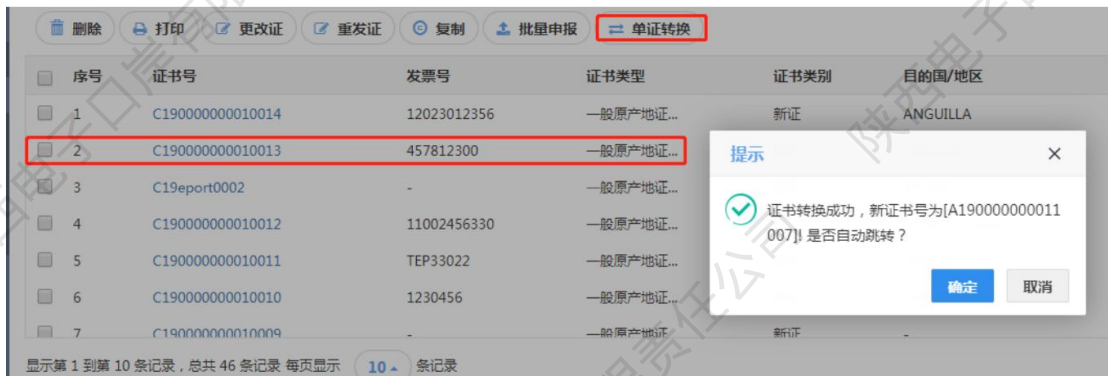 删除 打印 更改证 重发证 复制 批量申报 单证转换
序号 证书号 发票号 证书类型 证书类别 目的国/地区
1 C190000000010014 12023012356 一般原产地证... 新证 ANGUILLA
2 C190000000010013 457812300 一般原产地证...
3 C19eport0002 - 一般原产地证...
4 C190000000010012 11002456330 一般原产地证...
5 C190000000010011 TEP33022 一般原产地证...
6 C190000000010010 1230456 一般原产地证...
7 C190000000010009 - 一般原产地证... 新证 -
提示
证书转换成功，新证书号为[A190000000011
007]! 是否自动跳转？
确定 取消
显示第 1 到第 10 条记录，总共 46 条记录 每页显示 10 条记录